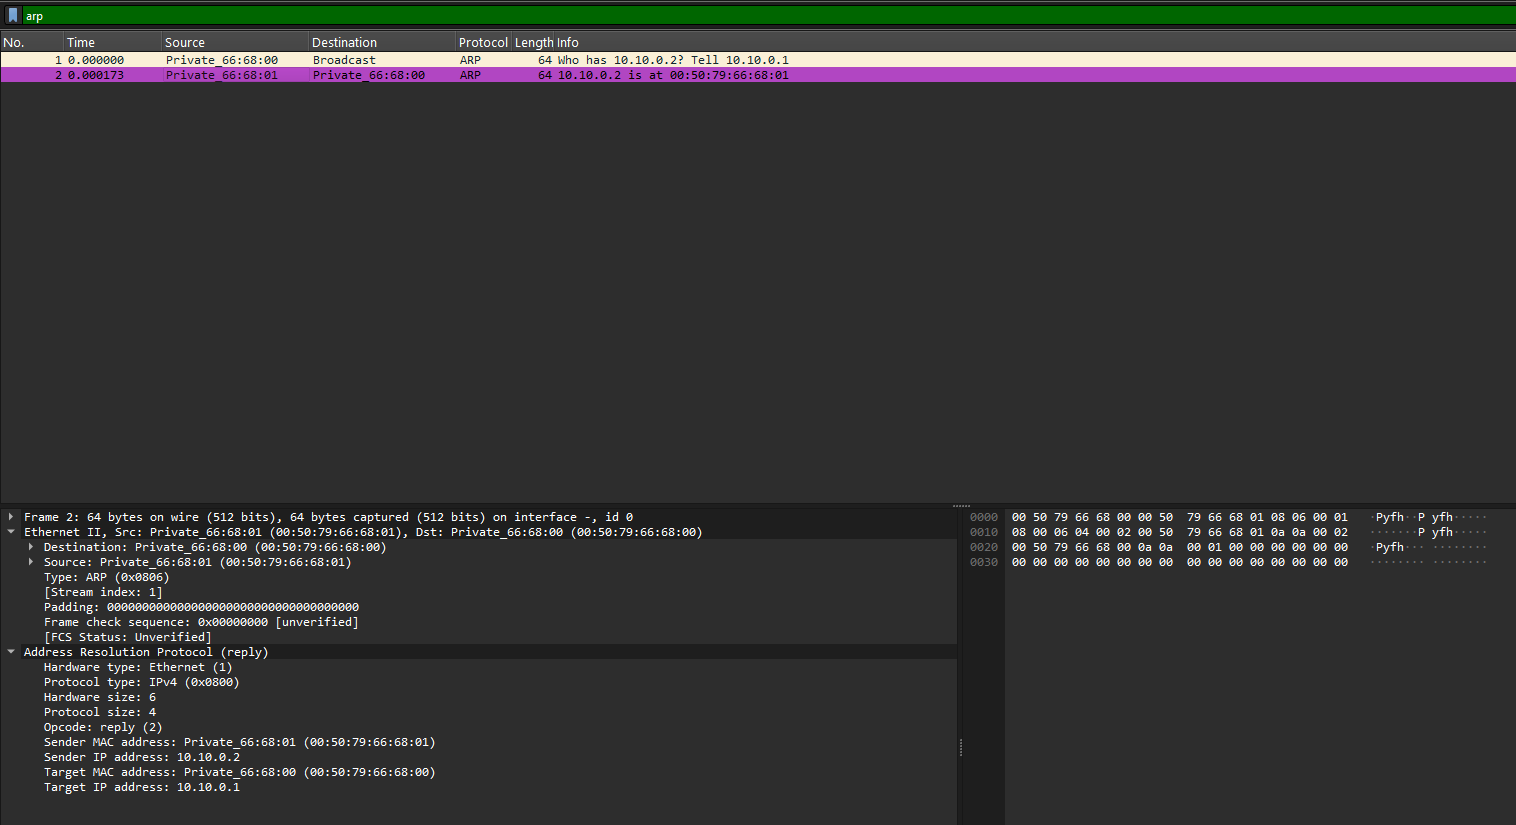 arp
No. Time Source Destination Protocol Length Info
1 0.000000 Private_66:68:00 Broadcast ARP 64 Who has 10.10.0.2? Tell 10.10.0.1
2 0.000173 Private_66:68:01 Private_66:68:00 ARP 64 10.10.0.2 is at 00:50:79:66:68:01
Frame 2: 64 bytes on wire (512 bits), 64 bytes captured (512 bits) on interface -, id 0
Ethernet II, Src: Private_66:68:01 (00:50:79:66:68:01), Dst: Private_66:68:00 (00:50:79:66:68:00)
Destination: Private_66:68:00 (00:50:79:66:68:00)
Source: Private_66:68:01 (00:50:79:66:68:01)
Type: ARP (0x0806)
[Stream index: 1]
Padding: 000000000000000000000000000000000000
Frame check sequence: 0x00000000 [unverified]
[FCS Status: Unverified]
Address Resolution Protocol (reply)
Hardware type: Ethernet (1)
Protocol type: IPv4 (0x0800)
Hardware size: 6
Protocol size: 4
Opcode: reply (2)
Sender MAC address: Private_66:68:01 (00:50:79:66:68:01)
Sender IP address: 10.10.0.2
Target MAC address: Private_66:68:00 (00:50:79:66:68:00)
Target IP address: 10.10.0.1
0000 00 50 79 66 68 00 00 50 79 66 68 01 08 06 00 01 ·Pyfh··P yfh·····
0010 08 00 06 04 00 02 00 50 79 66 68 01 0a 0a 00 02 ·······P yfh·····
0020 00 50 79 66 68 00 0a 0a 00 01 00 00 00 00 00 00 ·Pyfh··· ········
0030 00 00 00 00 00 00 00 00 00 00 00 00 00 00 00 00 ········ ········